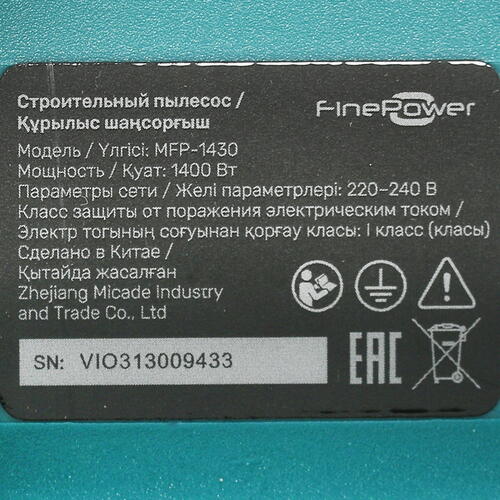 FinePower
Строительный пылесос /
Құрылыс шаңсорғыш
Модель / Үлгісі: MFP-1430
Мощность / Қуат: 1400 Вт
Параметры сети / Желі параметрлері: 220–240 В
Класс защиты от поражения электрическим током /
Электр тогының соғуынан қорғау класы: I класс (класы)
Сделано в Китае /
Қытайда жасалған
Zhejiang Micade Industry
and Trade Co., Ltd
SN: VIO313009433
EAC